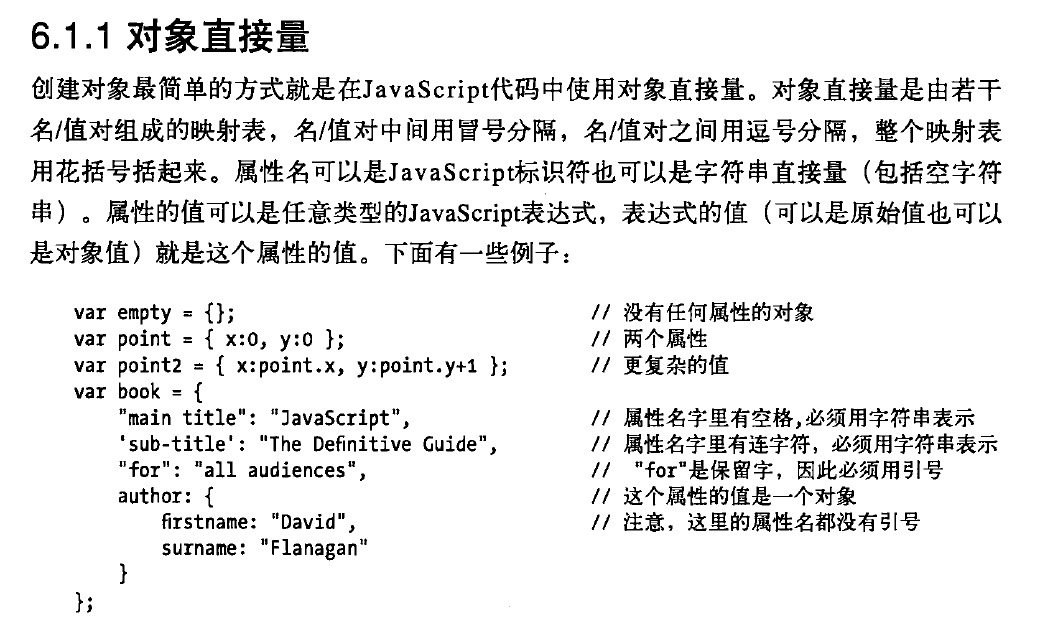 6.1.1 对象直接量
创建对象最简单的方式就是在JavaScript代码中使用对象直接量。对象直接量是由若干
名/值对组成的映射表，名/值对中间用冒号分隔，名/值对之间用逗号分隔，整个映射表
用花括号括起来。属性名可以是JavaScript标识符也可以是字符串直接量（包括空字符
串）。属性的值可以是任意类型的JavaScript表达式，表达式的值（可以是原始值也可以
是对象值）就是这个属性的值。下面有一些例子：
var empty = {}; // 没有任何属性的对象
var point = { x:0, y:0 }; // 两个属性
var point2 = { x:point.x, y:point.y+1 }; // 更复杂的值
var book = {
"main title": "JavaScript", // 属性名字里有空格,必须用字符串表示
'sub-title': "The Definitive Guide", // 属性名字里有连字符，必须用字符串表示
"for": "all audiences", // "for"是保留字，因此必须用引号
author: { // 这个属性的值是一个对象
firstname: "David", // 注意，这里的属性名都没有引号
surname: "Flanagan"
}
};